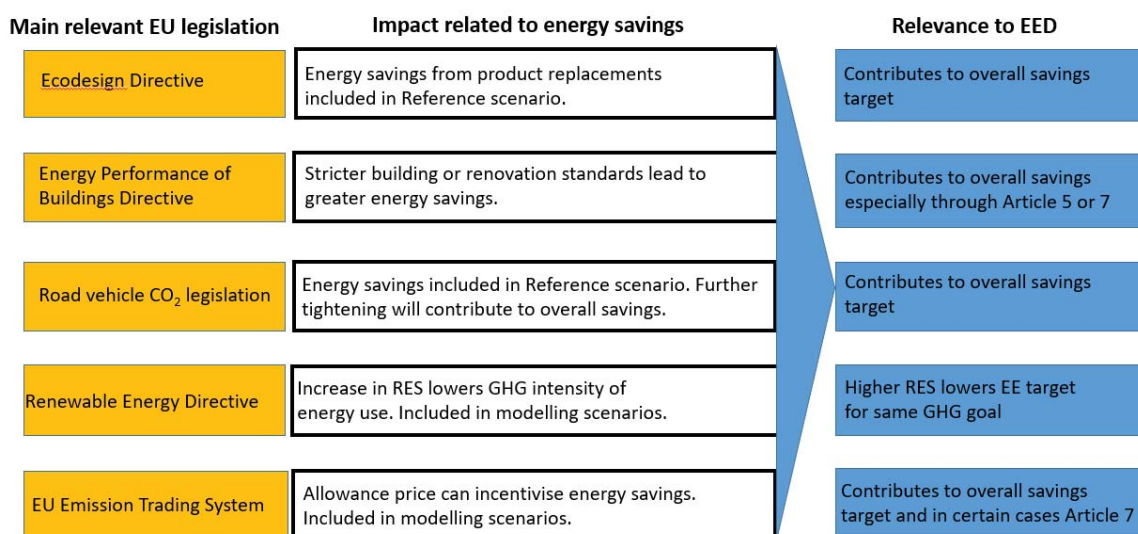 Main relevant EU legislation
Impact related to energy savings
Relevance to EED
Ecodesign Directive
Energy savings from product replacements
included in Reference scenario.
Contributes to overall savings
target
Energy Performance of
Buildings Directive
Stricter building or renovation standards lead to
greater energy savings.
Contributes to overall savings
especially through Article 5 or 7
Road vehicle CO₂ legislation
Energy savings included in Reference scenario. Further
tightening will contribute to overall savings.
Contributes to overall savings
target
Renewable Energy Directive
Increase in RES lowers GHG intensity of
energy use. Included in modelling scenarios.
Higher RES lowers EE target
for same GHG goal
EU Emission Trading System
Allowance price can incentivise energy savings.
Included in modelling scenarios.
Contributes to overall savings
target and in certain cases Article 7